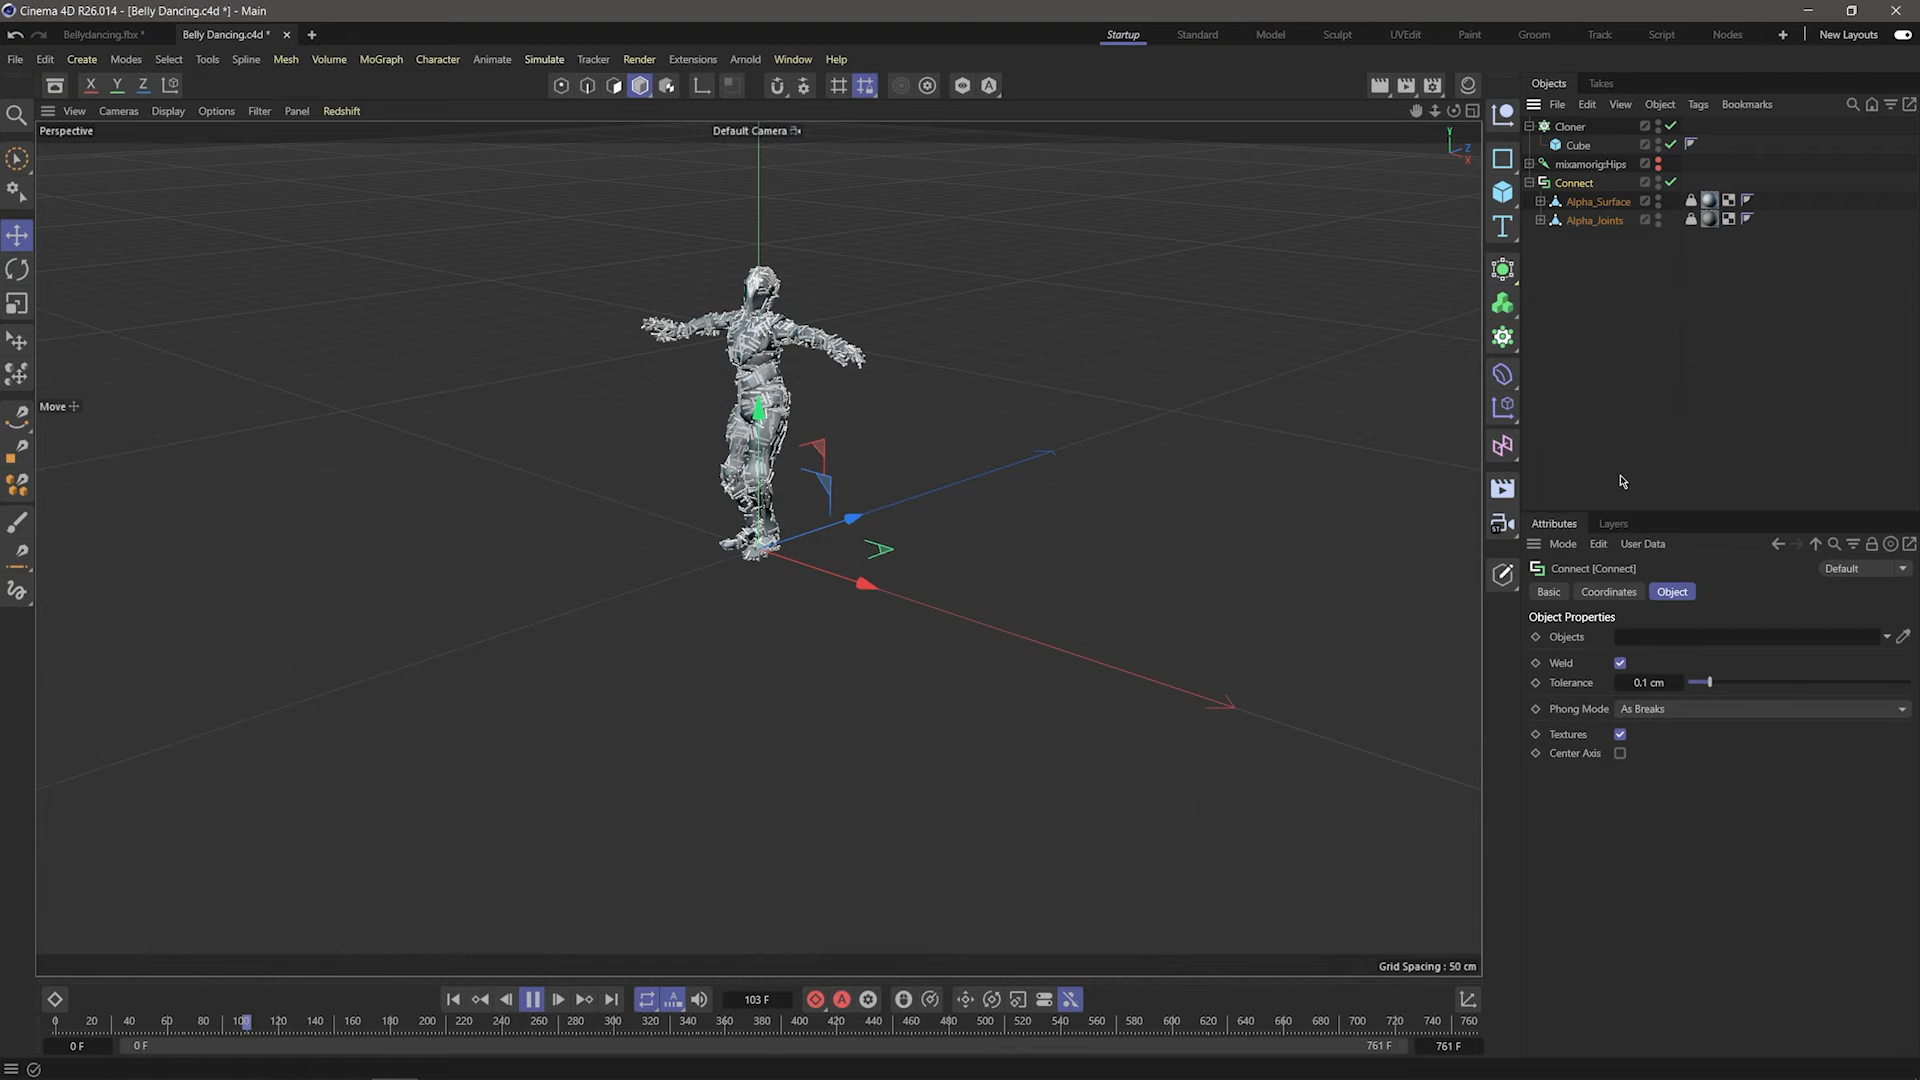 Cinema 4D R26.014 - [Belly Dancing.c4d *] - Main
Bellydancing.fbx *
Belly Dancing.c4d *
Startup
Standard
Model
Sculpt
UVEdit
Paint
Groom
Track
Script
Nodes
New Layouts
File Edit Create Modes Select Tools Spline Mesh Volume MoGraph Character Animate Simulate Tracker Render Extensions Arnold Window Help
X Y Z
View Cameras Display Options Filter Panel Redshift
Perspective
Default Camera
Y
Z
X
Move
Grid Spacing : 50 cm
Objects Takes
File Edit View Object Tags Bookmarks
Cloner
Cube
mixamorig:Hips
Connect
Alpha_Surface
Alpha_Joints
Attributes Layers
Mode Edit User Data
Connect [Connect]
Default
Basic Coordinates Object
Object Properties
Objects
Weld
Tolerance 0.1 cm
Phong Mode As Breaks
Textures
Center Axis
103 F
0 20 40 60 80 100 120 140 160 180 200 220 240 260 280 300 320 340 360 380 400 420 440 460 480 500 520 540 560 580 600 620 640 660 680 700 720 740 760
0 F 0 F 761 F 761 F